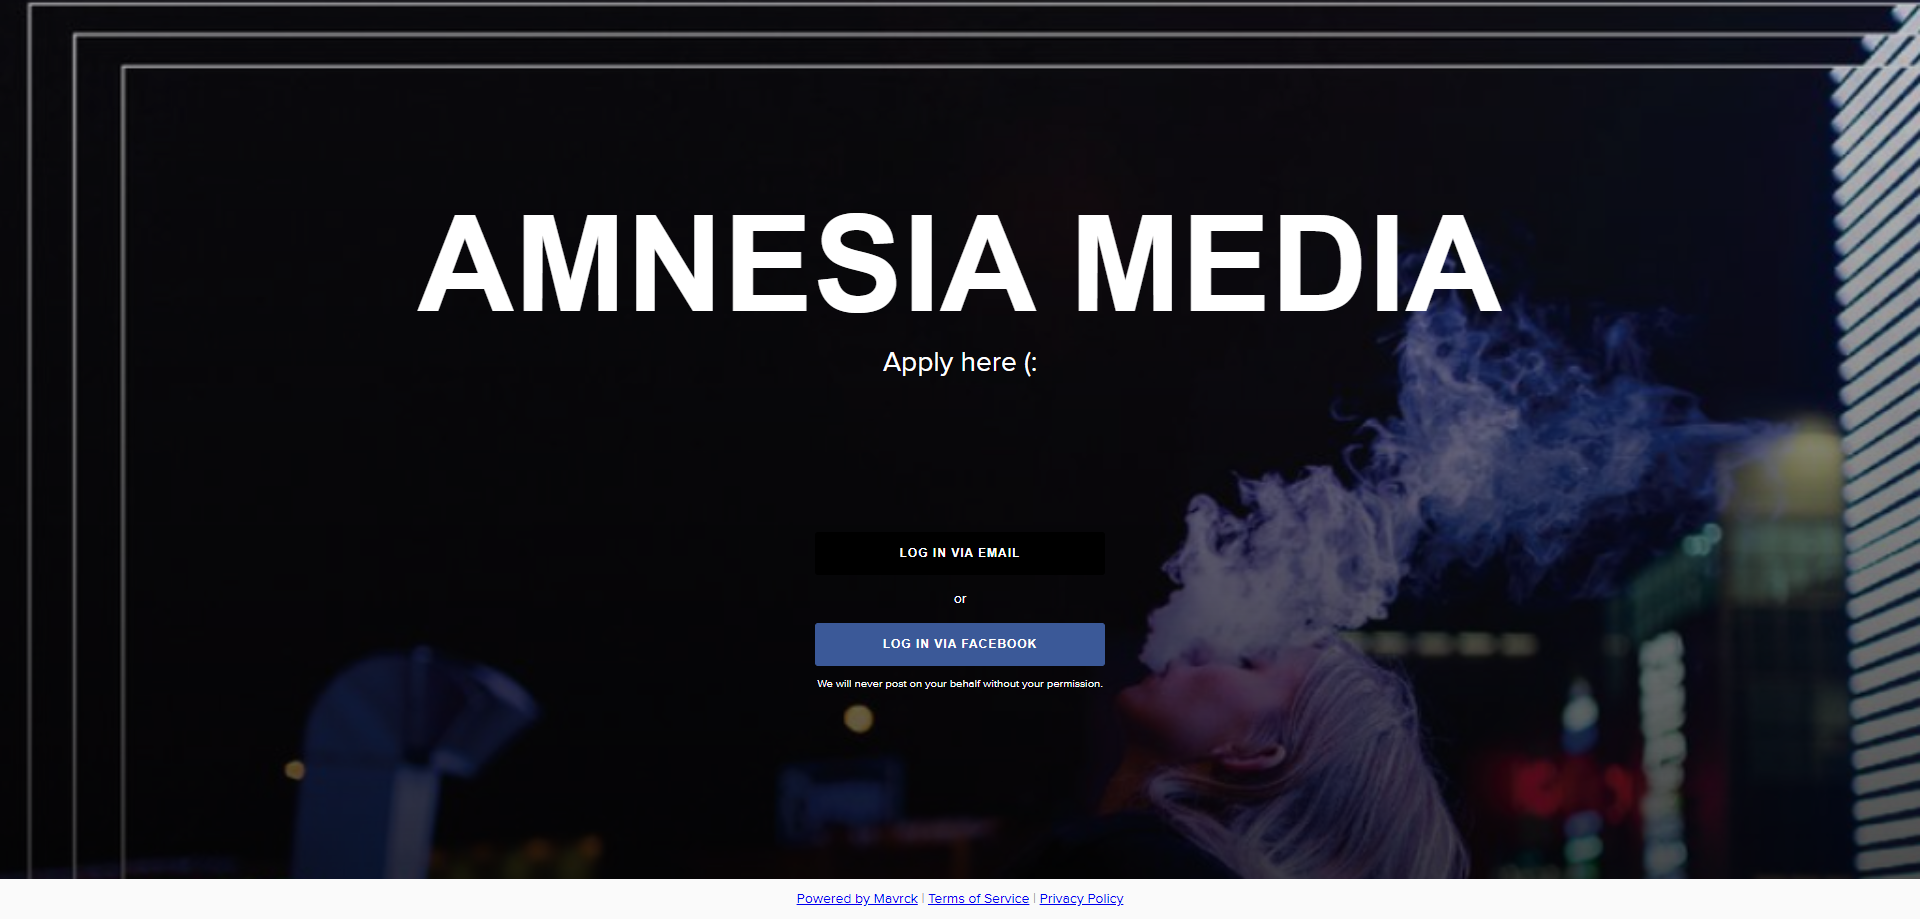 AMNESIA MEDIA
Apply here (:
LOG IN VIA EMAIL
or
LOG IN VIA FACEBOOK
We will never post on your behalf without your permission.
Powered by Mavrck | Terms of Service | Privacy Policy